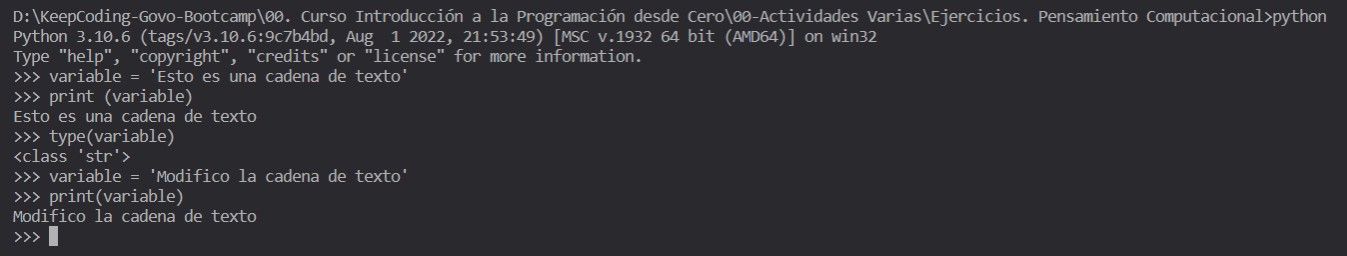 D:\KeepCoding-Govo-Bootcamp\00. Curso Introducción a la Programación desde Cero\00-Actividades Varias\Ejercicios. Pensamiento Computacional>python
Python 3.10.6 (tags/v3.10.6:9c7b4bd, Aug  1 2022, 21:53:49) [MSC v.1932 64 bit (AMD64)] on win32
Type "help", "copyright", "credits" or "license" for more information.
>>> variable = 'Esto es una cadena de texto'
>>> print (variable)
Esto es una cadena de texto
>>> type(variable)
<class 'str'>
>>> variable = 'Modifico la cadena de texto'
>>> print(variable)
Modifico la cadena de texto
>>>